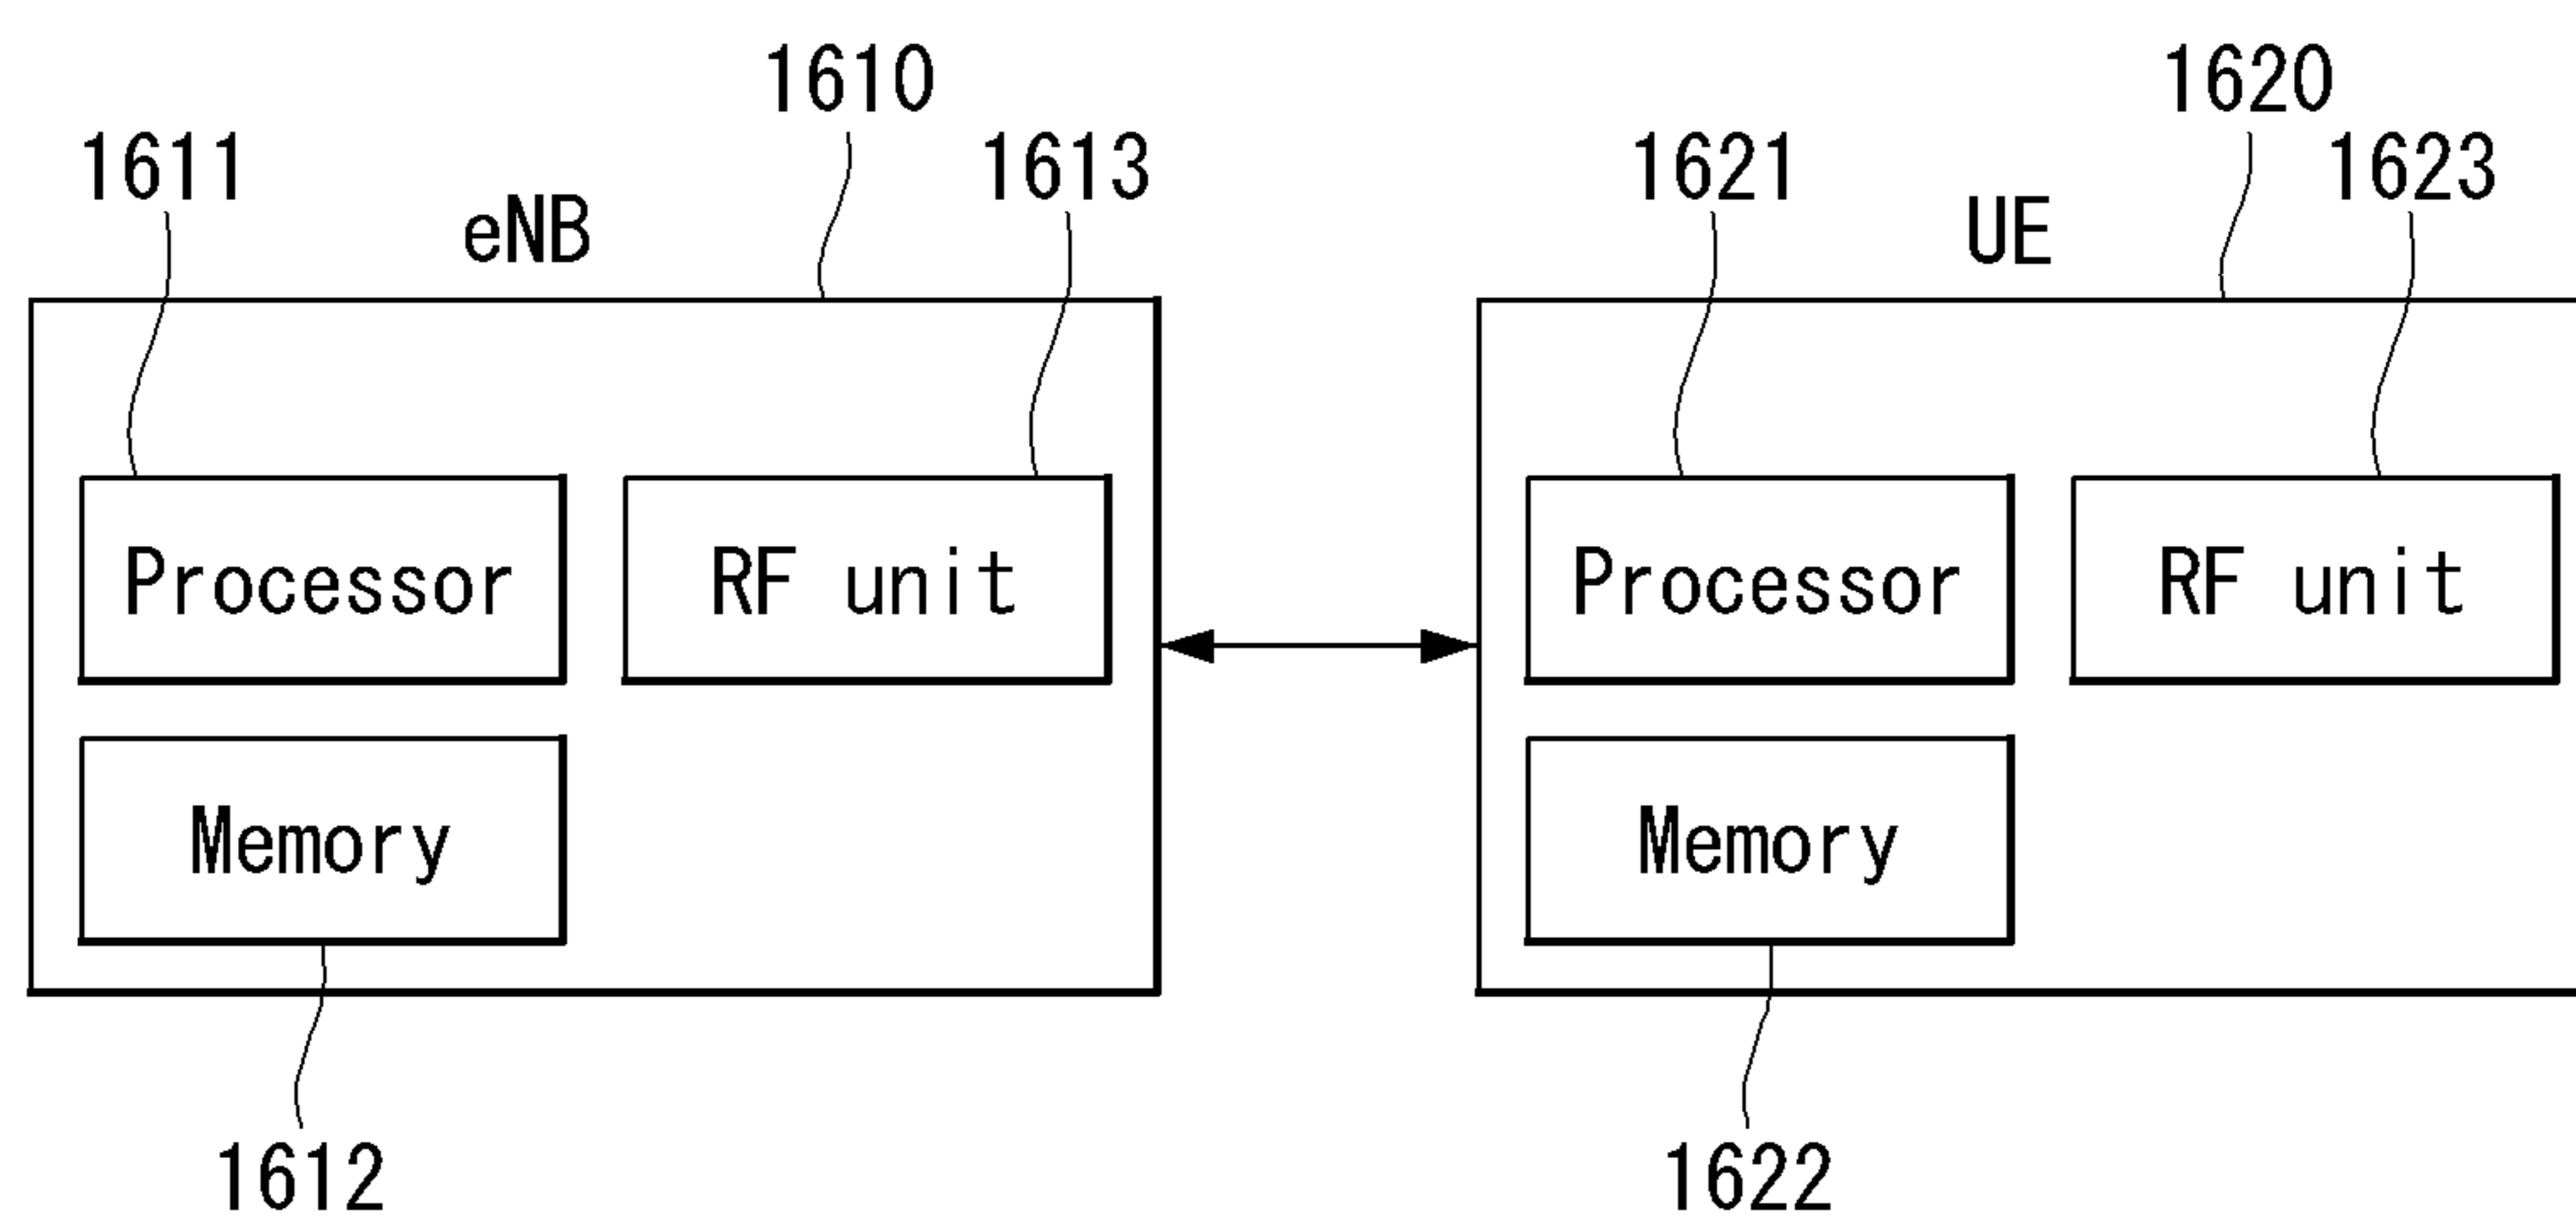 1610
1620
1611
1613
1621
1623
eNB
UE
Processor
RF unit
Processor
RF unit
Memory
Memory
1612
1622